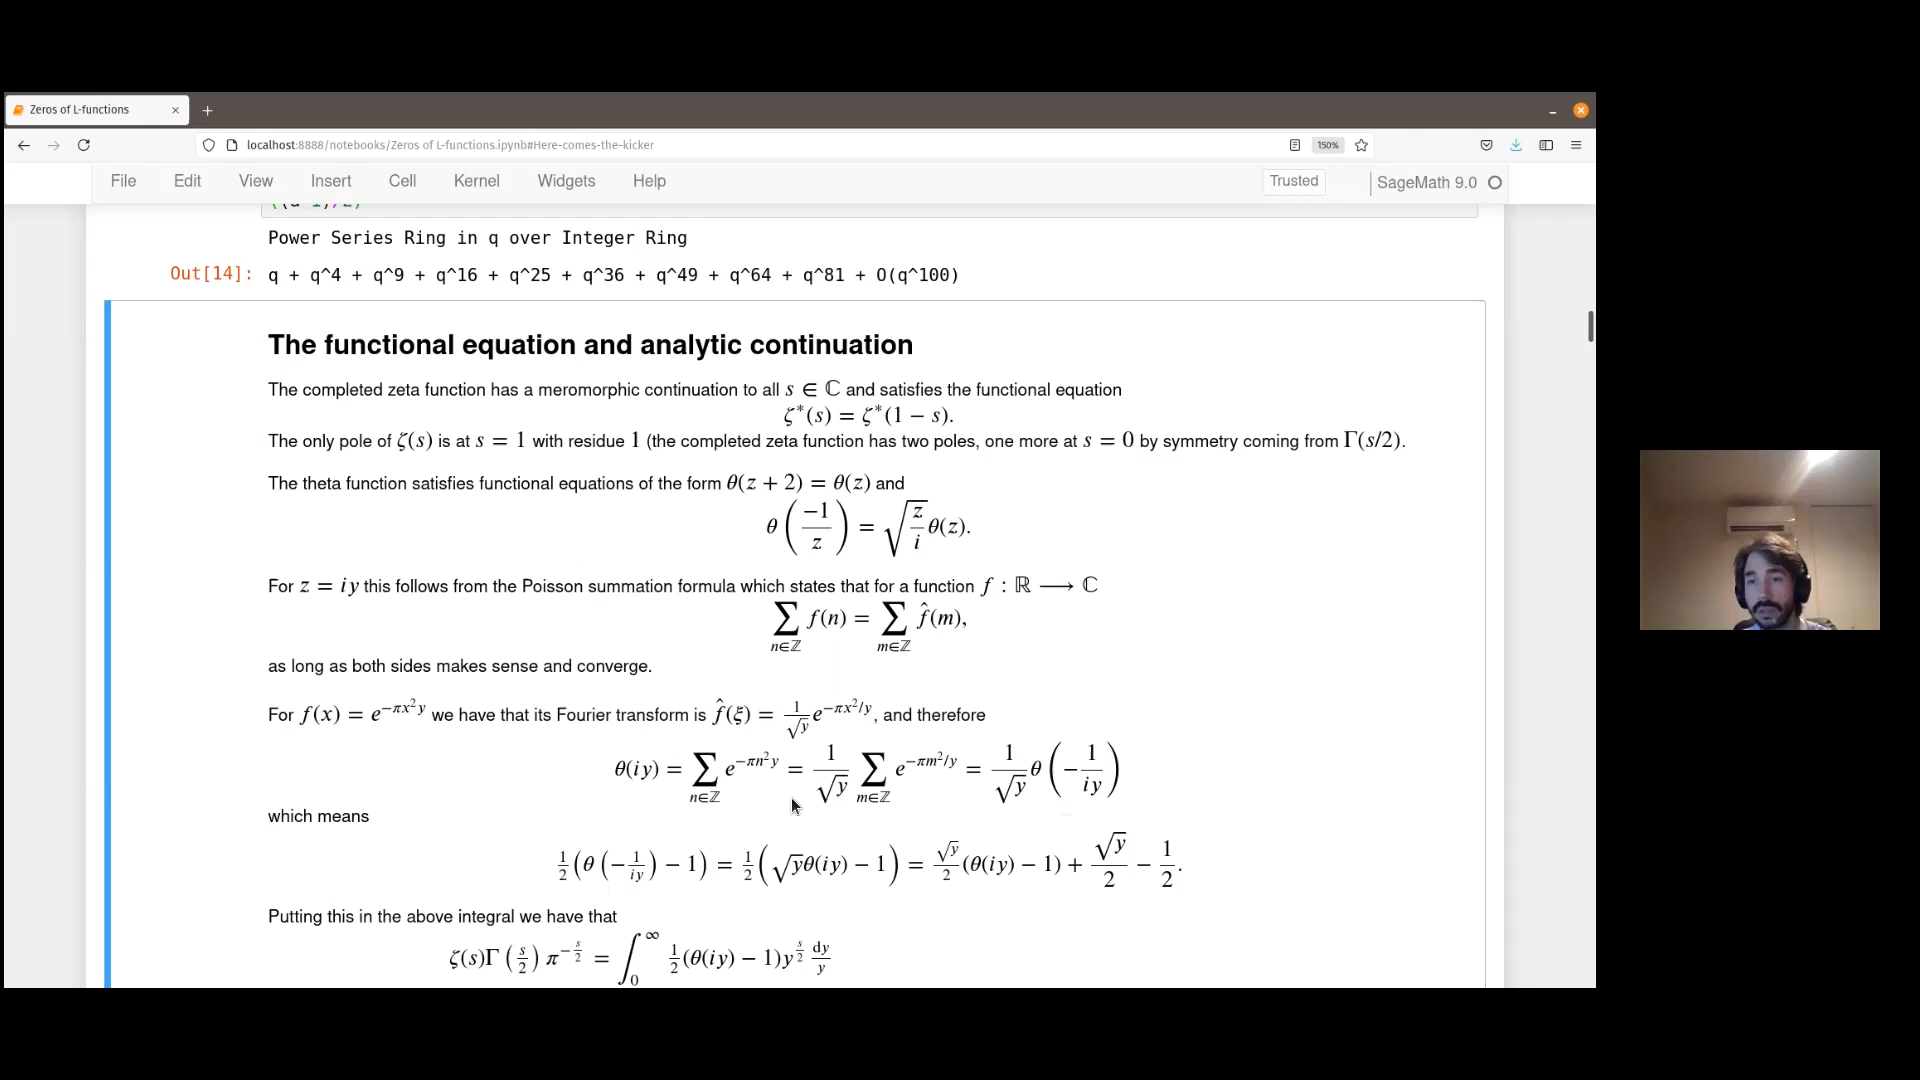 Zeros of L-functions
localhost:8888/notebooks/Zeros of L-functions.ipynb#Here-comes-the-kicker
150%
File Edit View Insert Cell Kernel Widgets Help
Trusted
SageMath 9.0
Power Series Ring in q over Integer Ring
Out[14]: q + q^4 + q^9 + q^16 + q^25 + q^36 + q^49 + q^64 + q^81 + O(q^100)
The functional equation and analytic continuation
The completed zeta function has a meromorphic continuation to all s ∈ ℂ and satisfies the functional equation
ζ*(s) = ζ*(1 − s).
The only pole of ζ(s) is at s = 1 with residue 1 (the completed zeta function has two poles, one more at s = 0 by symmetry coming from Γ(s/2).
The theta function satisfies functional equations of the form θ(z + 2) = θ(z) and
θ(−1/z) = √(z/i) θ(z).
For z = iy this follows from the Poisson summation formula which states that for a function f : ℝ ⟶ ℂ
∑_{n∈ℤ} f(n) = ∑_{m∈ℤ} f̂(m),
as long as both sides makes sense and converge.
For f(x) = e^{−πx²y} we have that its Fourier transform is f̂(ξ) = 1/√y e^{−πx²/y}, and therefore
θ(iy) = ∑_{n∈ℤ} e^{−πn²y} = 1/√y ∑_{m∈ℤ} e^{−πm²/y} = 1/√y θ(−1/iy)
which means
½(θ(−1/iy) − 1) = ½(√y θ(iy) − 1) = √y/2 (θ(iy) − 1) + √y/2 − 1/2.
Putting this in the above integral we have that
ζ(s)Γ(s/2) π^{−s/2} = ∫_0^∞ ½(θ(iy) − 1)y^{s/2} dy/y